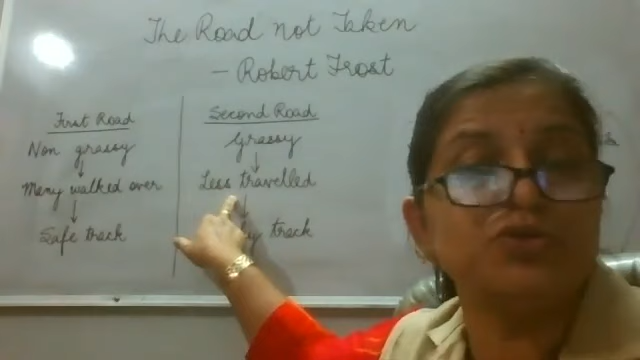 The Road not Taken
- Robert Frost
First Road
Non grassy
Many walked over
Safe track
Second Road
Grassy
Less travelled
track